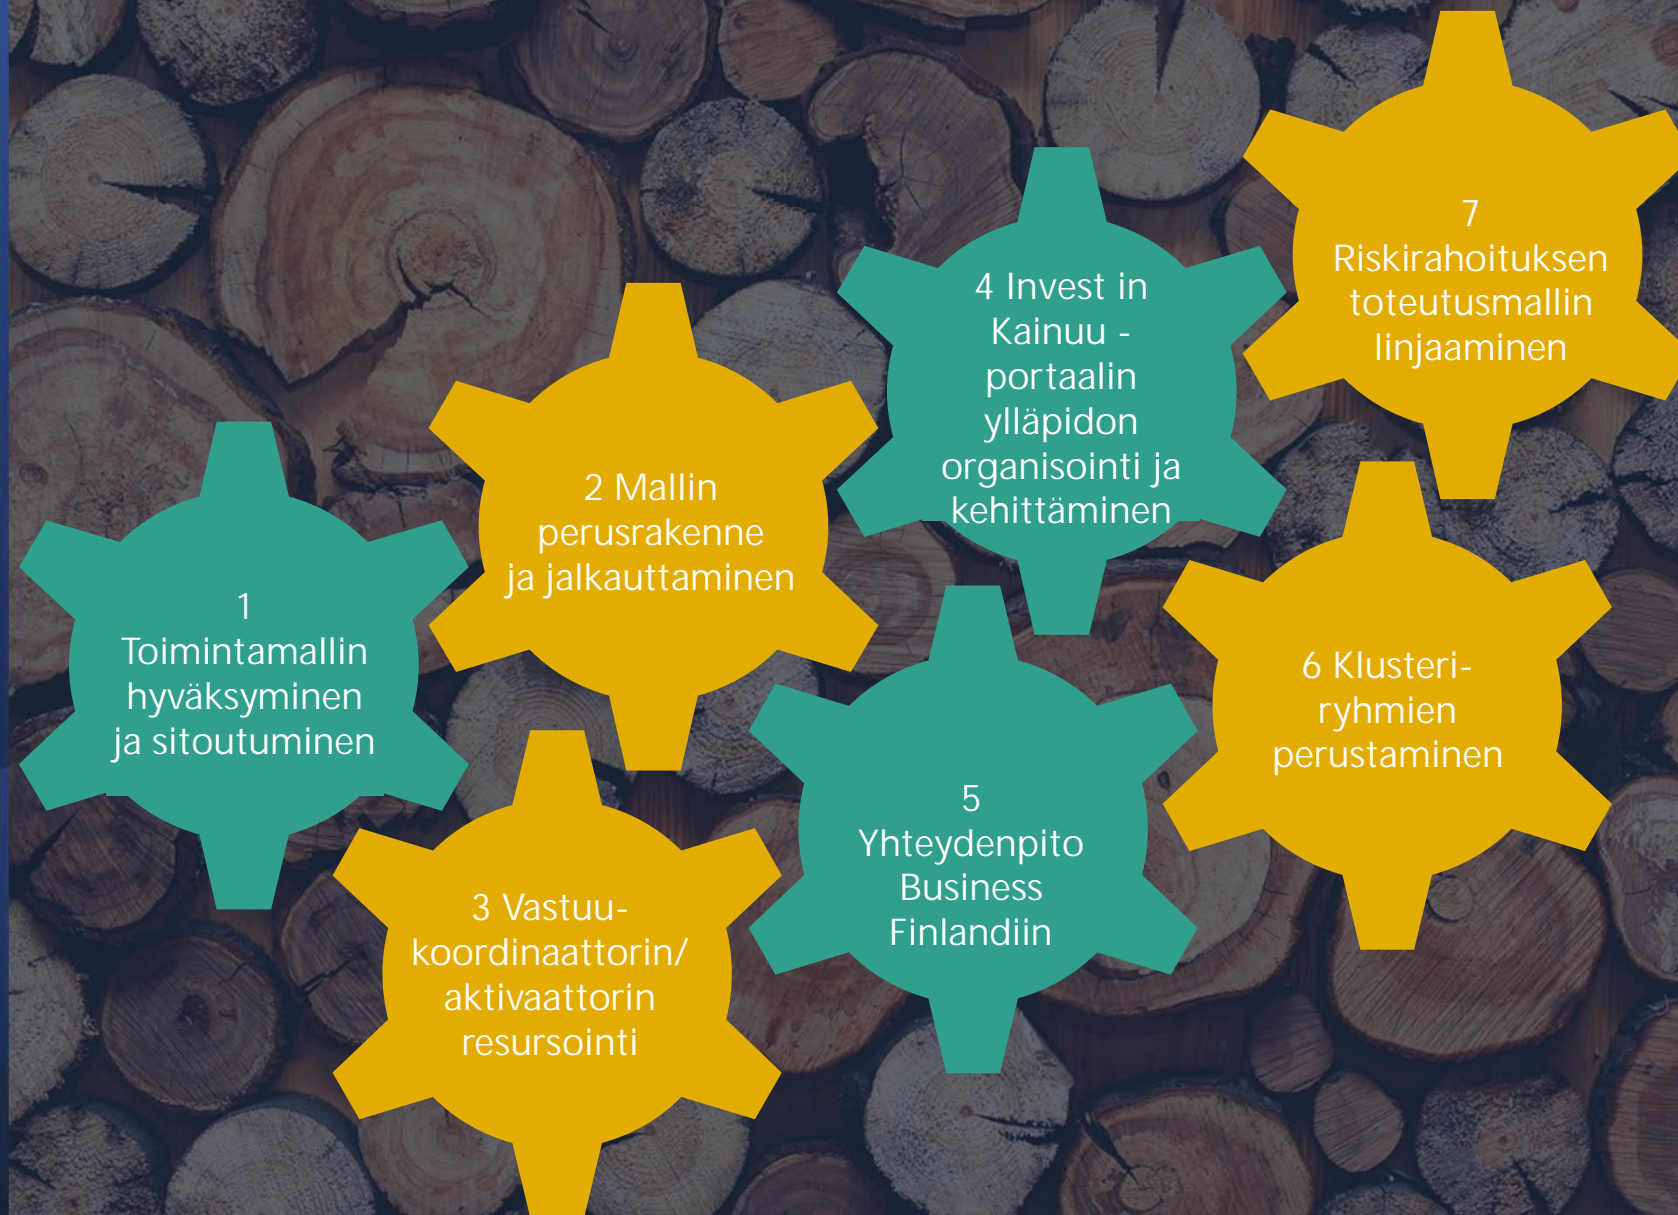 1
Toimintamallin
hyväksyminen
ja sitoutuminen
2 Mallin
perusrakenne
ja jalkauttaminen
3 Vastuu-
koordinaattorin/
aktivaattorin
resursointi
4 Invest in
Kainuu -
portaalin
ylläpidon
organisointi ja
kehittäminen
5
Yhteydenpito
Business
Finlandiin
6 Klusteri-
ryhmien
perustaminen
7
Riskirahoituksen
toteutusmallin
linjaaminen